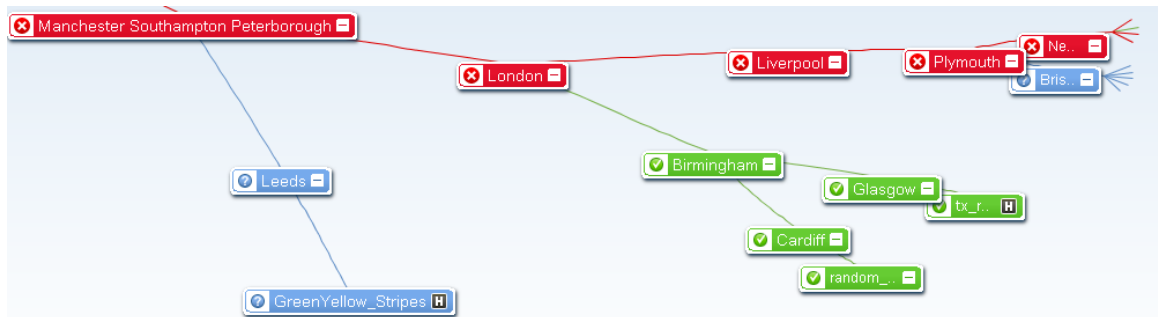 Manchester Southampton Peterborough
Ne..
London
Liverpool
Plymouth
Bris..
Birmingham
Leeds
Glasgow
tx_r.. H
Cardiff
random_..
GreenYellow_Stripes H